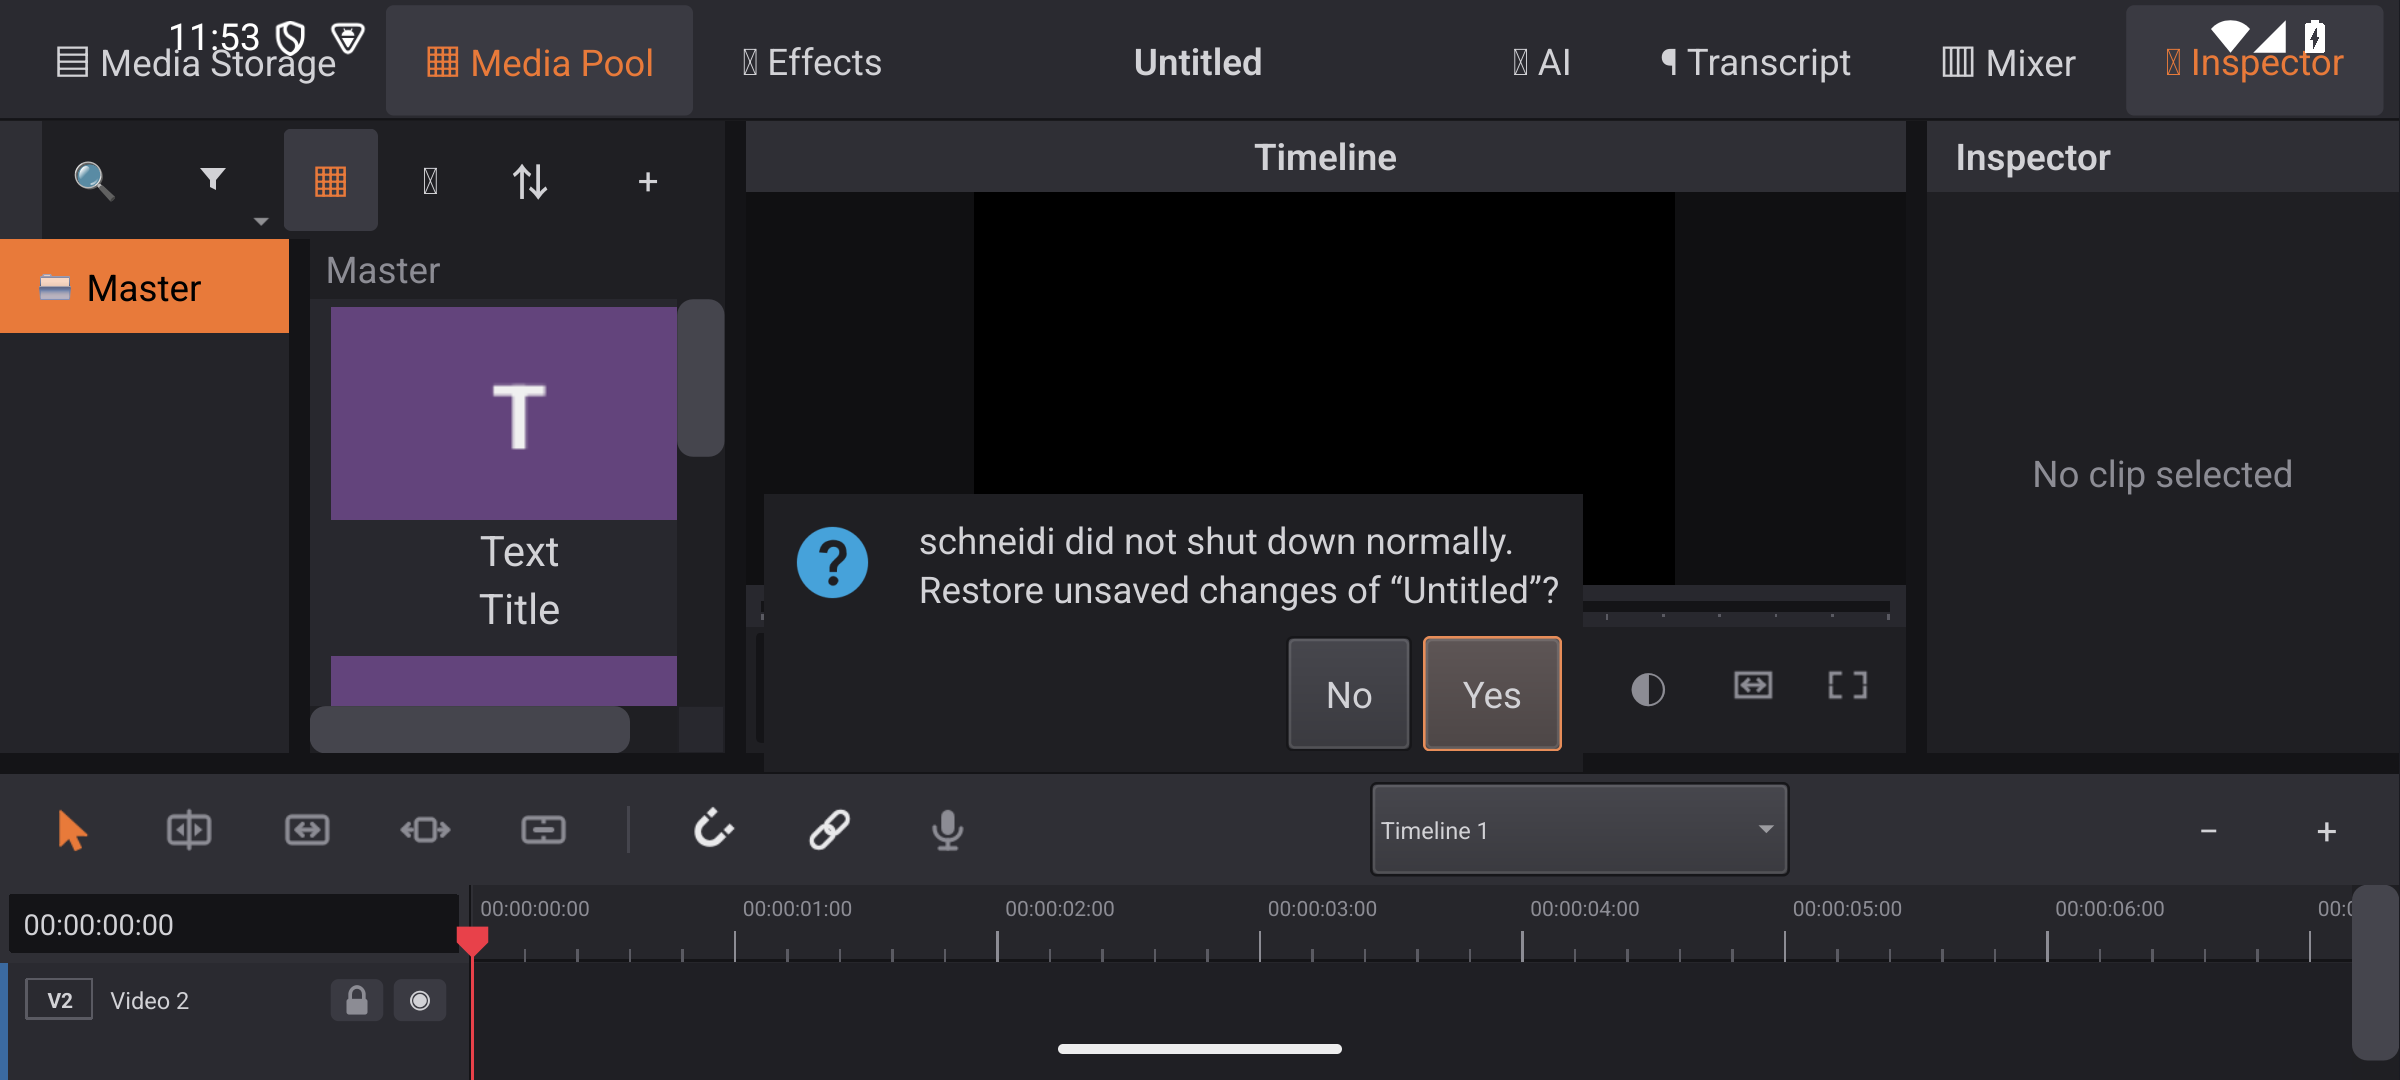 11:53
Media Storage
Media Pool
Effects
Untitled
AI
Transcript
Mixer
Inspector
Timeline
Inspector
Master
Master
T
Text
Title
No clip selected
schneidi did not shut down normally.
Restore unsaved changes of “Untitled”?
No
Yes
Timeline 1
00:00:00:00
00:00:00:00
00:00:01:00
00:00:02:00
00:00:03:00
00:00:04:00
00:00:05:00
00:00:06:00
V2
Video 2